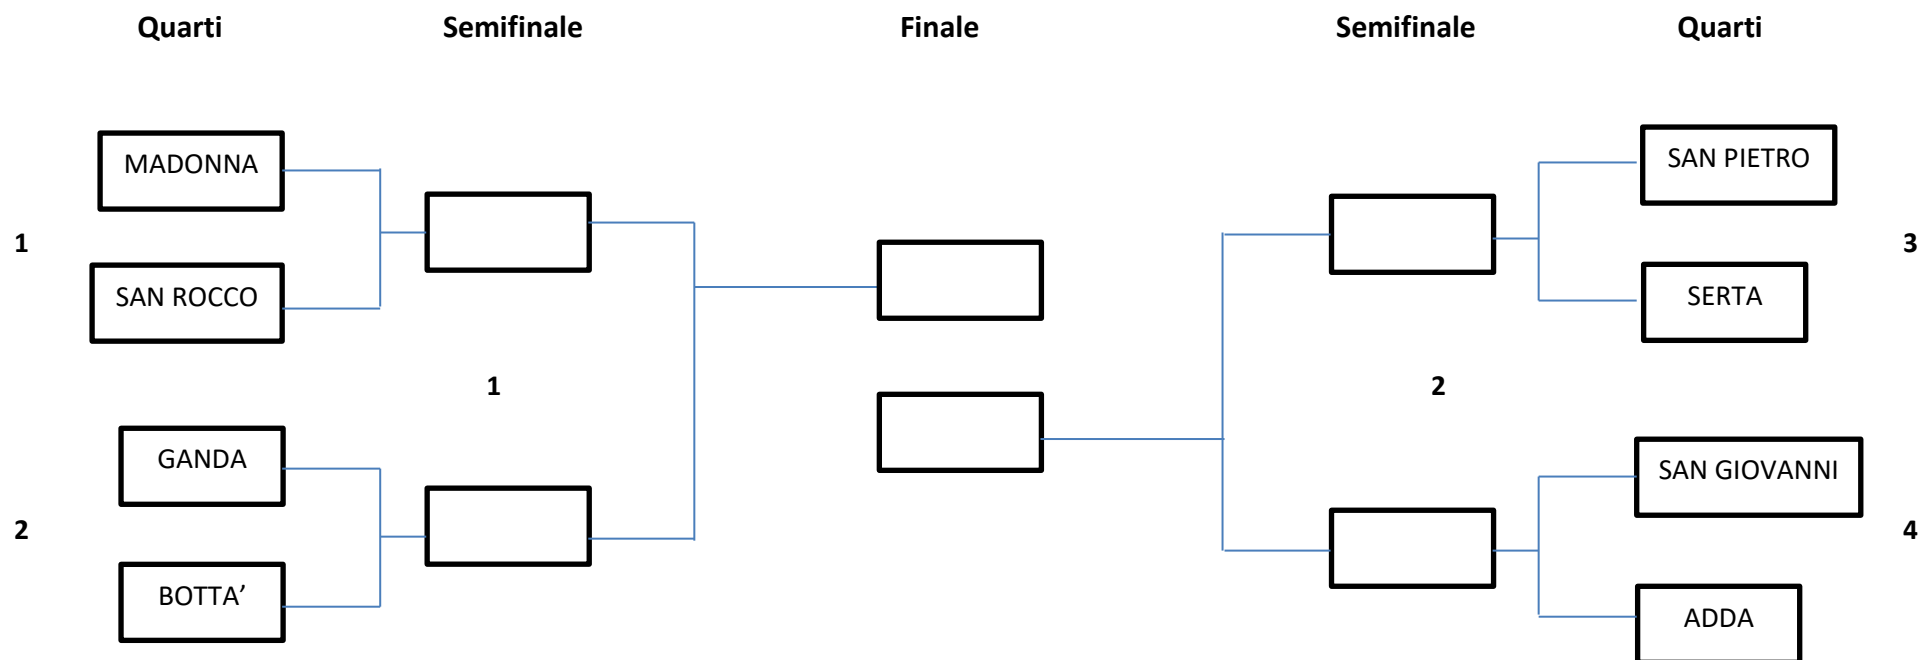 Quarti
Semifinale
Finale
Semifinale
Quarti
MADONNA
SAN PIETRO
1
3
SAN ROCCO
SERTA
1
2
GANDA
SAN GIOVANNI
2
4
BOTTA’
ADDA